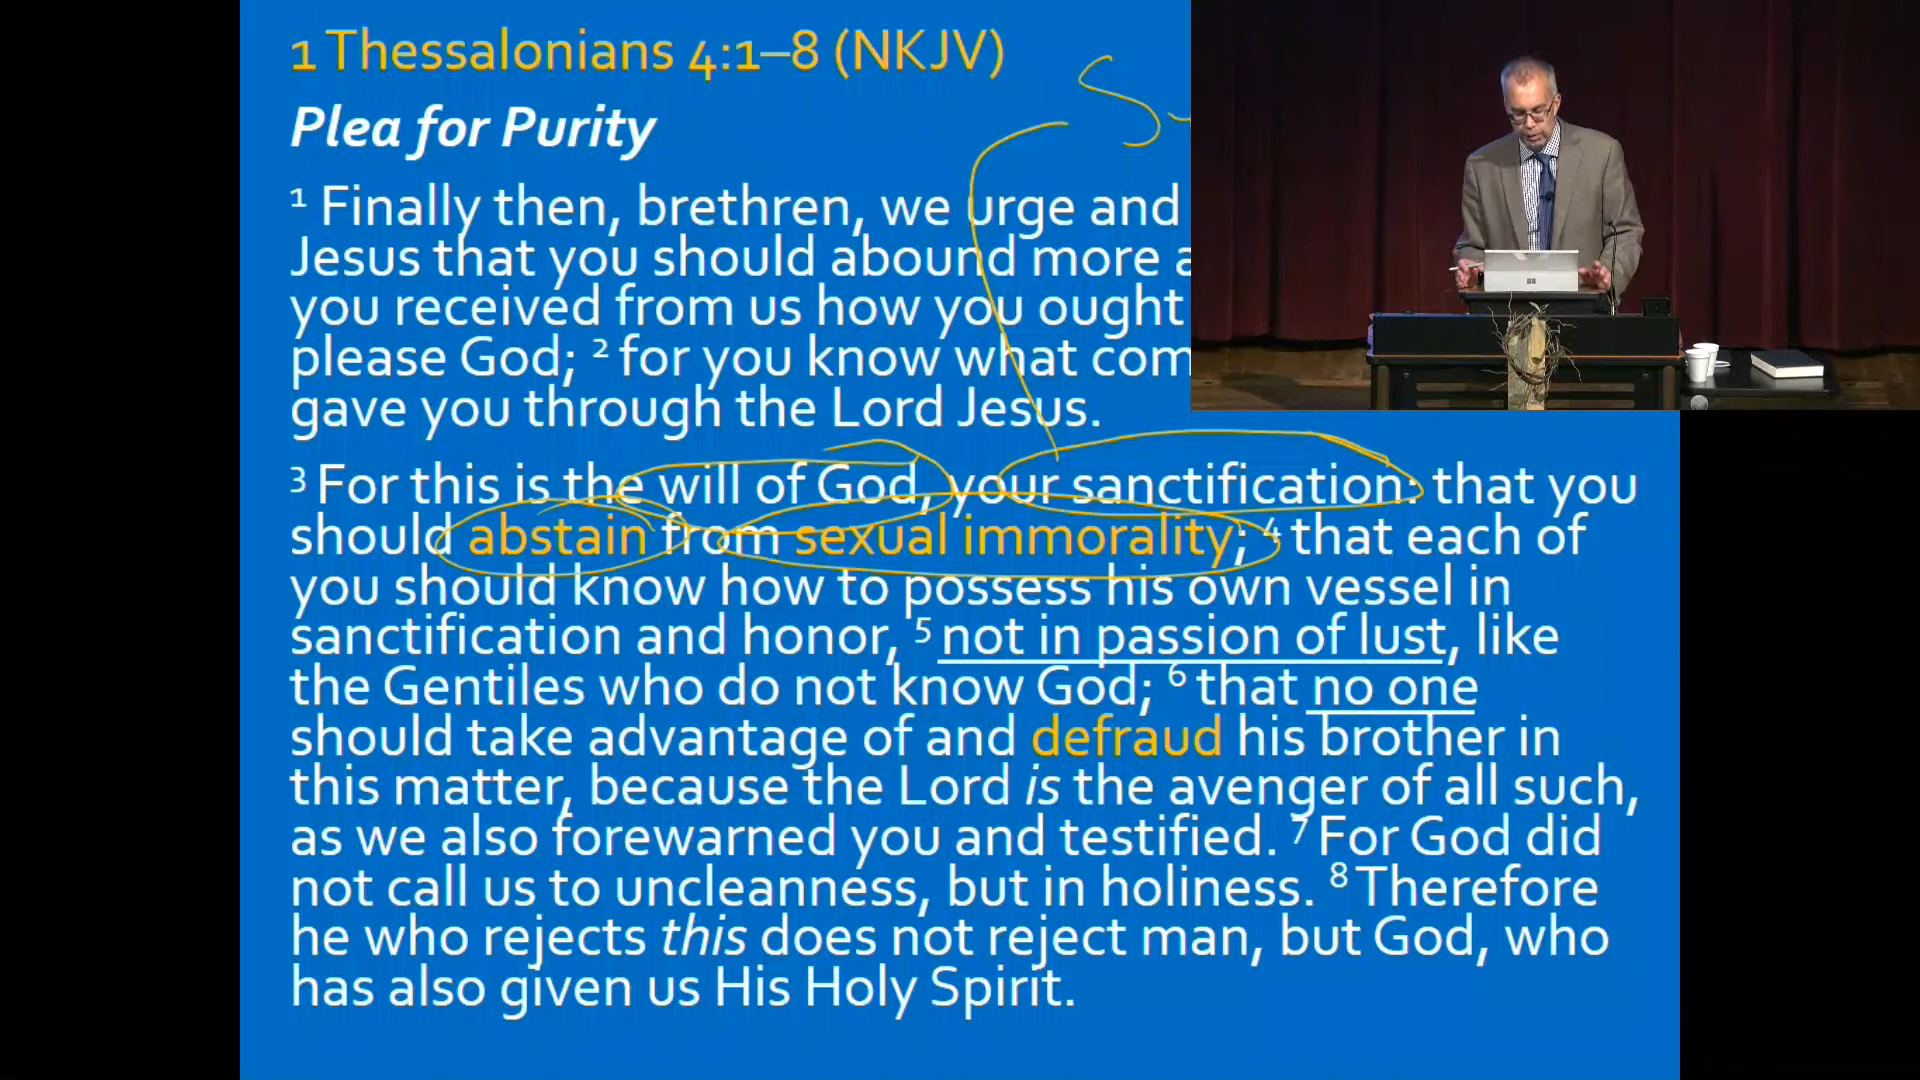 1 Thessalonians 4:1–8 (NKJV)
Plea for Purity
1 Finally then, brethren, we urge and
Jesus that you should abound more
you received from us how you ought
please God; 2 for you know what com
gave you through the Lord Jesus.
3 For this is the will of God, your sanctification: that you
should abstain from sexual immorality; 4 that each of
you should know how to possess his own vessel in
sanctification and honor, 5 not in passion of lust, like
the Gentiles who do not know God; 6 that no one
should take advantage of and defraud his brother in
this matter, because the Lord is the avenger of all such,
as we also forewarned you and testified. 7 For God did
not call us to uncleanness, but in holiness. 8 Therefore
he who rejects this does not reject man, but God, who
has also given us His Holy Spirit.